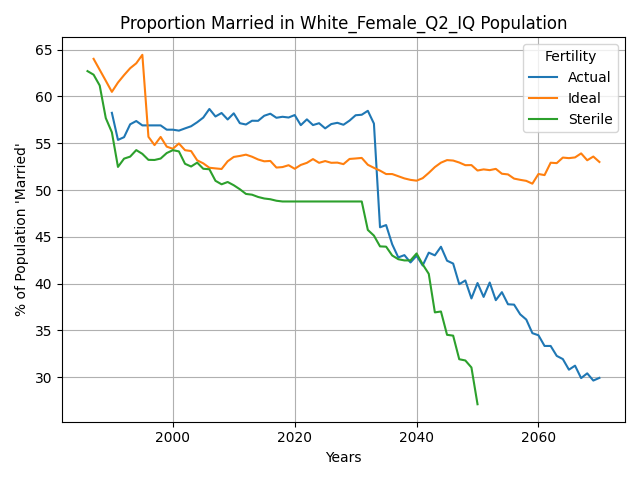 Proportion Married in White_Female_Q2_IQ Population
% of Population 'Married'
65
60
55
50
45
40
35
30
2000
2020
2040
2060
Years
Fertility
Actual
Ideal
Sterile